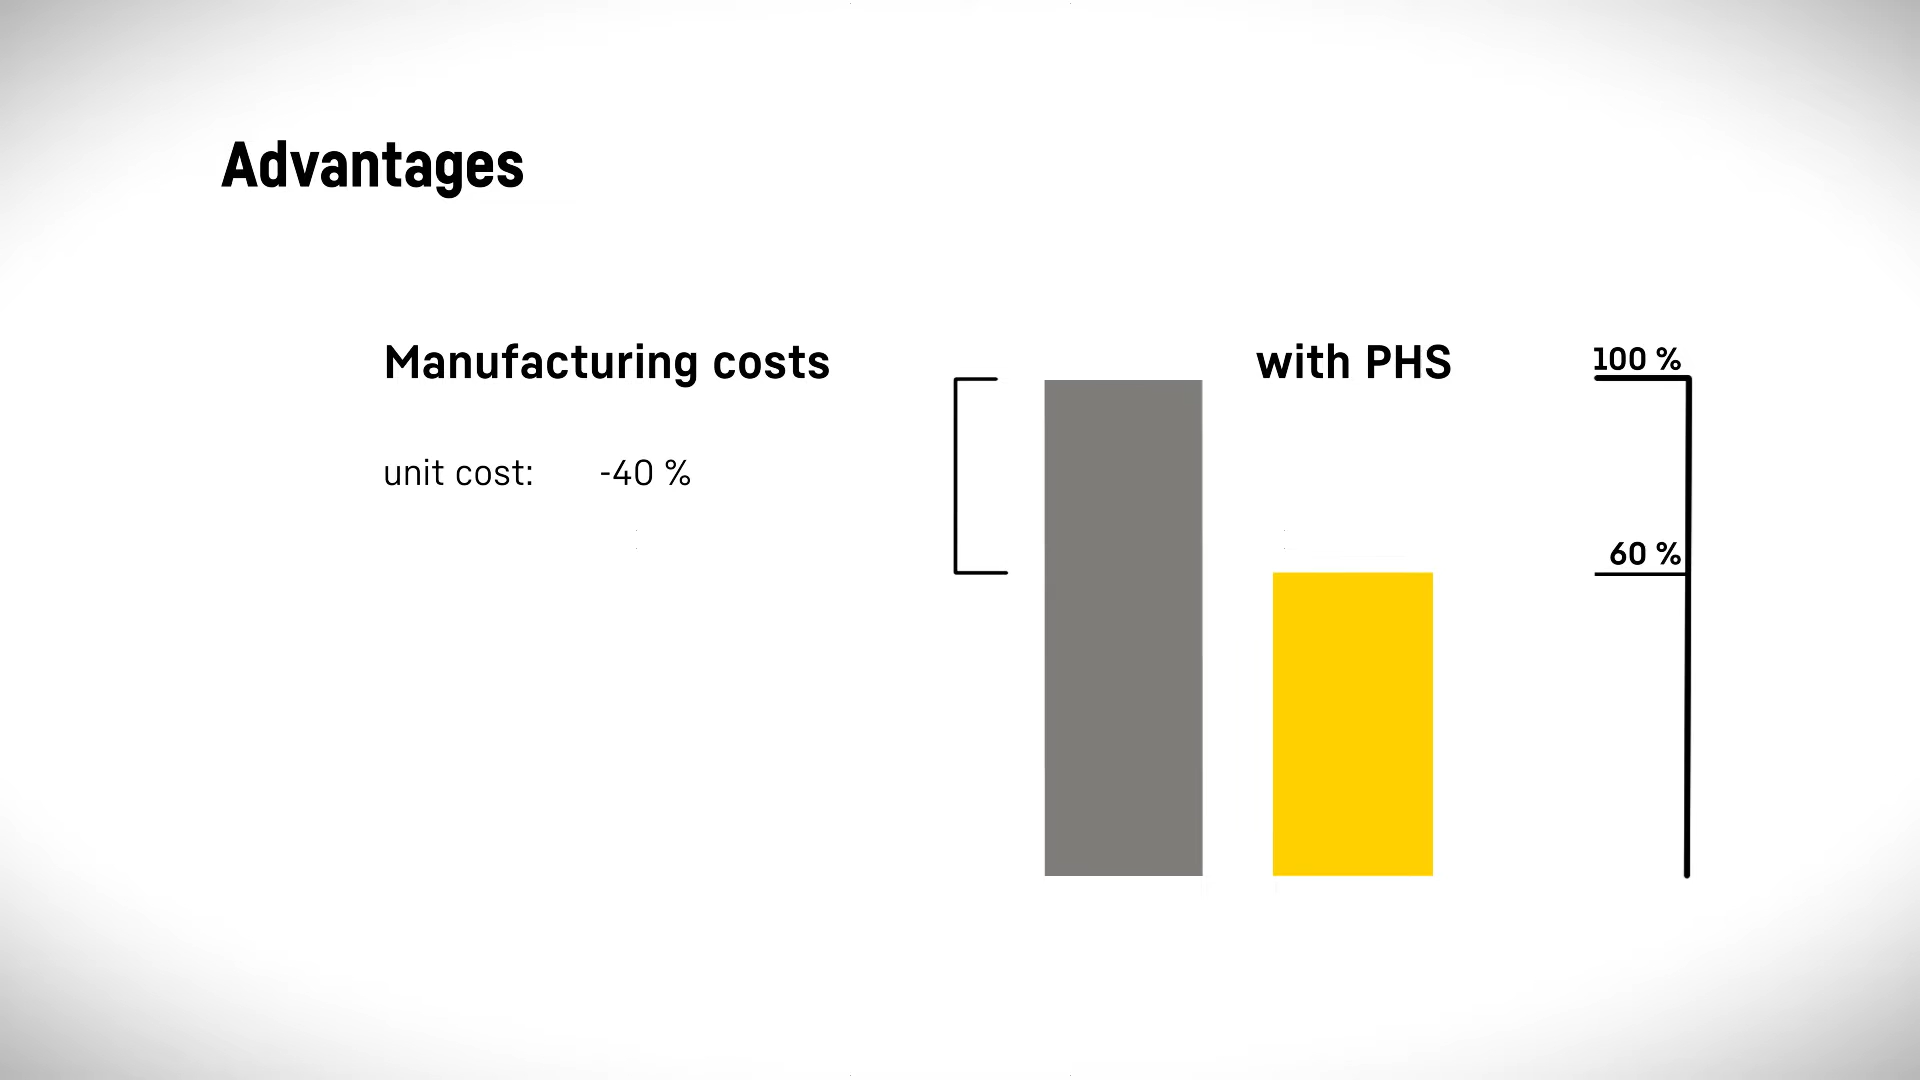 Advantages
Manufacturing costs
with PHS
100 %
unit cost: -40 %
60 %